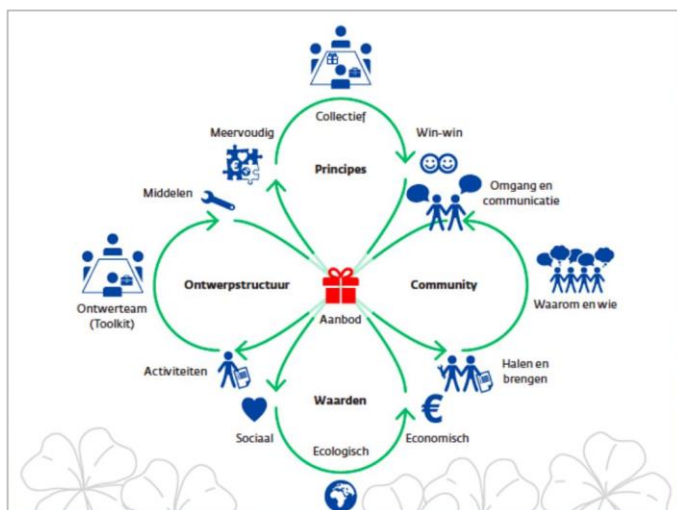 Collectief
Meervoudig
Win-win
Principes
Middelen
Omgang en
communicatie
Ontwerpstructuur
Community
Ontwerteam
(Toolkit)
Waarom en wie
Aanbod
Activiteiten
Halen en
brengen
Waarden
Sociaal
€
Economisch
Ecologisch